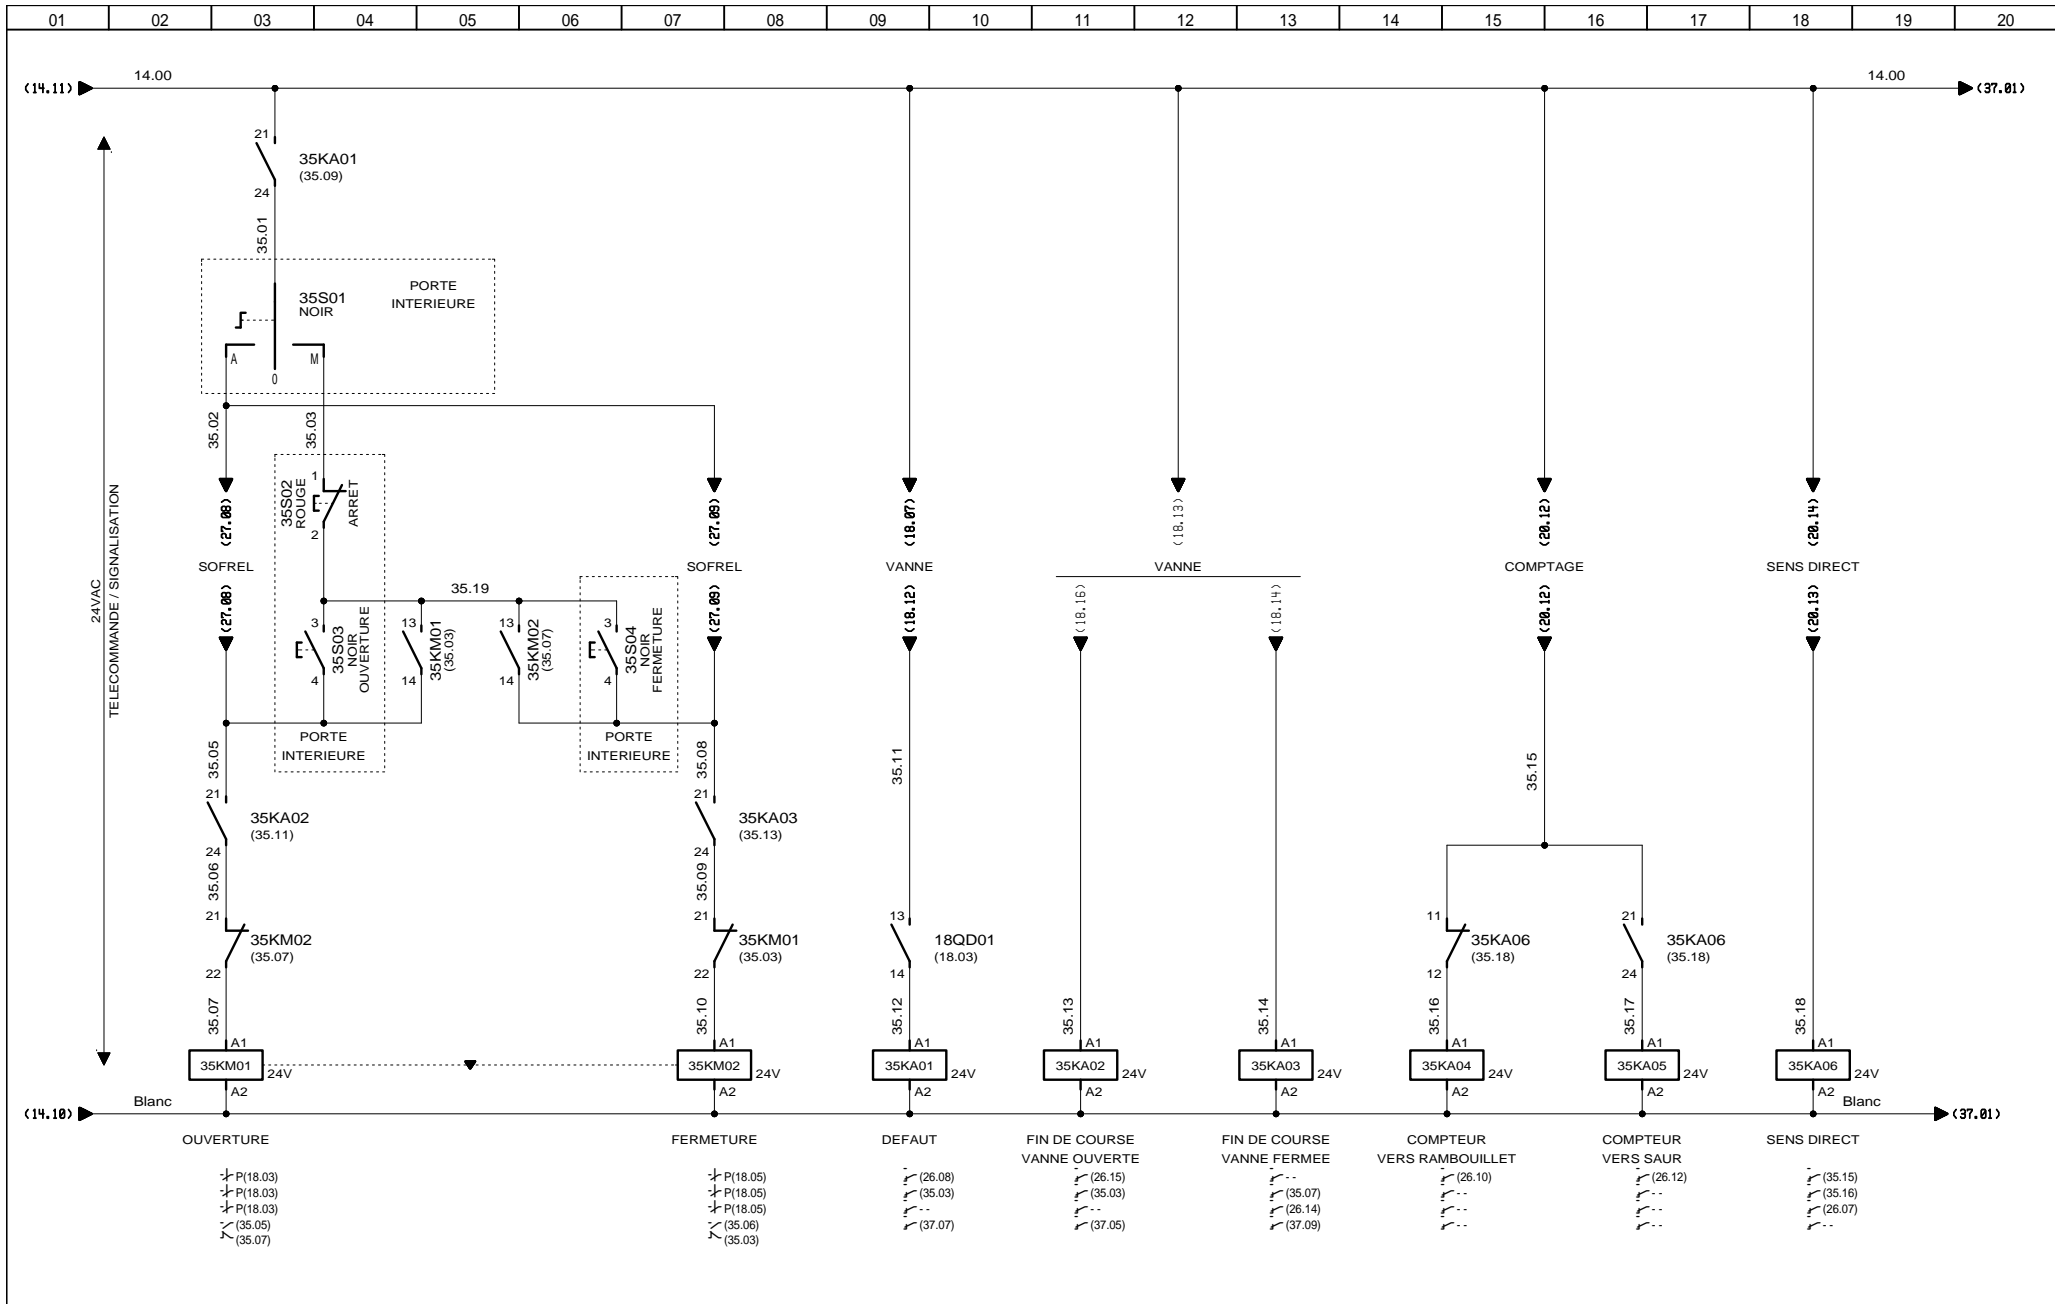 01 02 03 04 05 06 07 08 09 10 11 12 13 14 15 16 17 18 19 20
14.00 14.00
(14.11) (37.01)
21
35KA01
(35.09)
24
35.01
PORTE
INTERIEURE
35S01
NOIR
A M
0
35.02 35.03
24VAC
TELECOMMANDE / SIGNALISATION
1
35S02
ROUGE
ARRET
2
(27.08) (27.09) (18.07) (18.13) (20.12) (20.14)
SOFREL SOFREL VANNE VANNE COMPTAGE SENS DIRECT
(27.08) (27.09) (18.12) (18.16) (18.14) (20.12) (20.13)
35.19
3 13 13 3
35S03
NOIR
OUVERTURE
35KM01
(35.03)
35KM02
(35.07)
35S04
NOIR
FERMETURE
4 14 14 4
PORTE PORTE
INTERIEURE INTERIEURE
35.05 35.08 35.11 35.15
21 21
35KA02 35KA03
(35.11) (35.13)
24 24
35.06 35.09
21 21 13 11 21
35KM02 35KM01 18QD01 35KA06 35KA06
(35.07) (35.03) (18.03) (35.18) (35.18)
22 22 14 12 24
35.07 35.10 35.12 35.13 35.14 35.16 35.17 35.18
A1 A1 A1 A1 A1 A1 A1 A1
35KM01 35KM02 35KA01 35KA02 35KA03 35KA04 35KA05 35KA06
24V 24V 24V 24V 24V 24V 24V 24V
A2 A2 A2 A2 A2 A2 A2 A2
Blanc Blanc
(14.10) (37.01)
OUVERTURE FERMETURE DEFAUT FIN DE COURSE FIN DE COURSE COMPTEUR COMPTEUR SENS DIRECT
VANNE OUVERTE VANNE FERMEE VERS RAMBOUILLET VERS SAUR
P(18.03) P(18.05) (26.08) (26.15) -- (26.10) (26.12) (35.15)
P(18.03) P(18.05) (35.03) (35.03) (35.07) -- -- (35.16)
P(18.03) P(18.05) -- -- (26.14) -- -- (26.07)
(35.05) (35.06) (37.07) (37.05) (37.09) -- -- --
(35.07) (35.03)